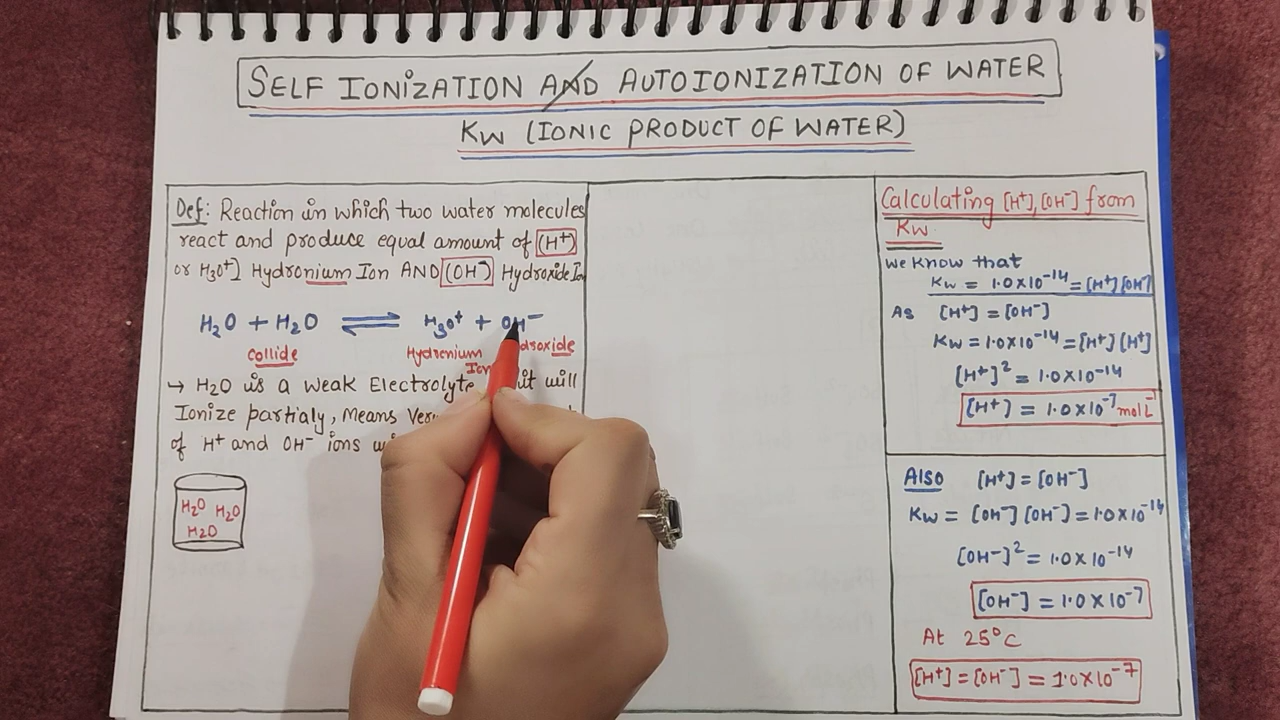 SELF IONIZATION AND AUTOIONIZATION OF WATER
Kw (IONIC PRODUCT OF WATER)
Def: Reaction in which two water molecules
react and produce equal amount of (H⁺)
or H₃O⁺] Hydronium Ion AND (OH⁻) Hydroxide Ion
H₂O + H₂O ⇌ H₃O⁺ + OH⁻
collide
Hydronium
Ion
→ H₂O is a weak Electrolyte it will
Ionize partialy, Means
of H⁺ and OH⁻ ions
H₂O H₂O
H₂O
Calculating [H⁺], [OH⁻] from
Kw
We know that
Kw = 1.0×10⁻¹⁴ = [H⁺][OH⁻]
As [H⁺] = [OH⁻]
Kw = 1.0×10⁻¹⁴ = [H⁺][H⁺]
[H⁺]² = 1.0×10⁻¹⁴
[H⁺] = 1.0×10⁻⁷ mol L⁻¹
Also [H⁺] = [OH⁻]
Kw = [OH⁻][OH⁻] = 1.0×10⁻¹⁴
[OH⁻]² = 1.0×10⁻¹⁴
[OH⁻] = 1.0×10⁻⁷
At 25°C
[H⁺] = [OH⁻] = 1.0×10⁻⁷